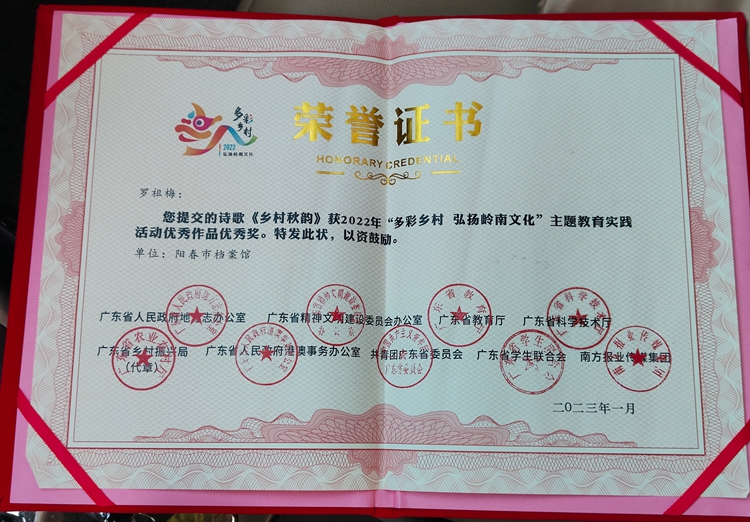 多彩
乡村
2022
弘扬岭南文化
荣誉证书
HONORARY CREDENTIAL
罗祖梅：
您提交的诗歌《乡村秋韵》获2022年“多彩乡村 弘扬岭南文化”主题教育实践
活动优秀作品优秀奖。特发此状，以资鼓励。
单位：阳春市档案馆
广东省人民政府地方志办公室 广东省精神文明建设委员会办公室 广东省教育厅 广东省科学技术厅
广东省乡村振兴局 广东省人民政府港澳事务办公室 共青团广东省委员会 广东省学生联合会 南方报业传媒集团
（代章）
二〇二三年一月